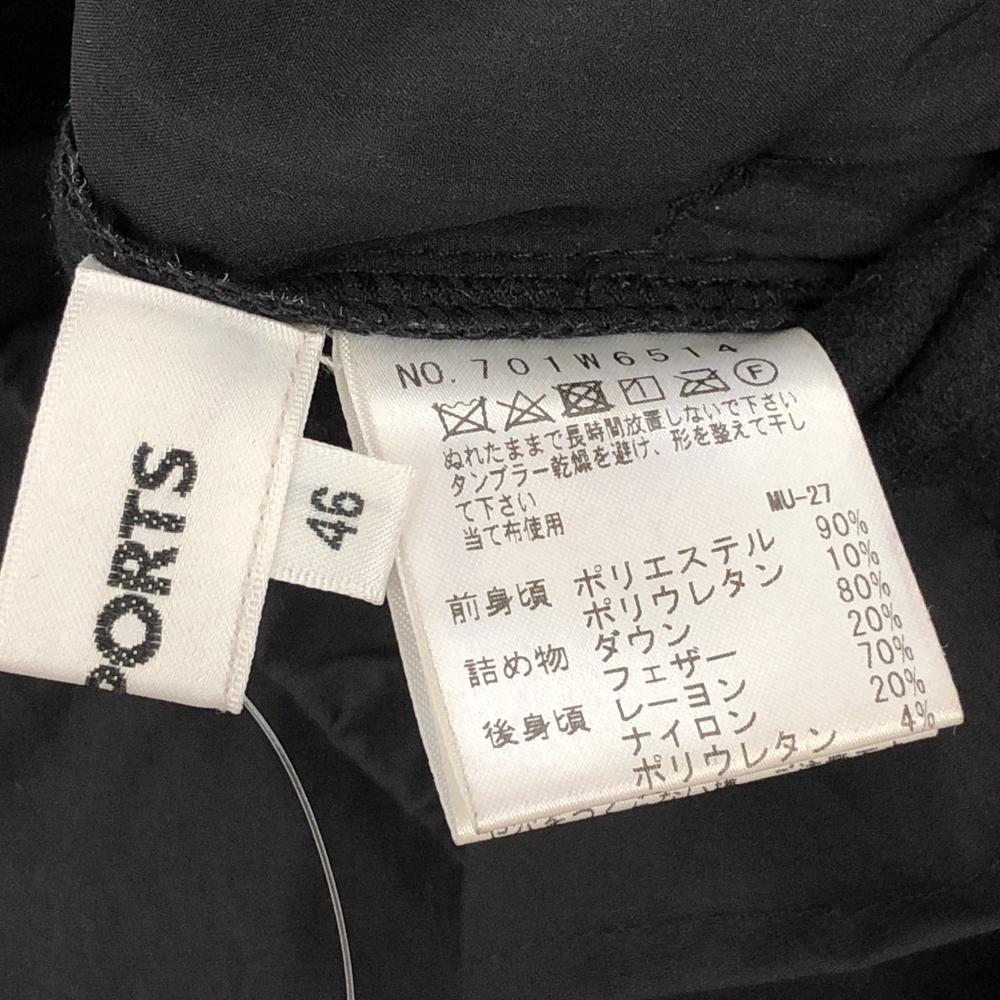 PORTS
46
NO. 701W6514
F
ぬれたままで長時間放置しないで下さい
タンブラー乾燥を避け、形を整えて干し
て下さい
当て布使用
MU-27
前身頃 ポリエステル 90%
ポリウレタン 10%
詰め物 ダウン 80%
フェザー 20%
後身頃 レーヨン 70%
ナイロン 20%
ポリウレタン 4%